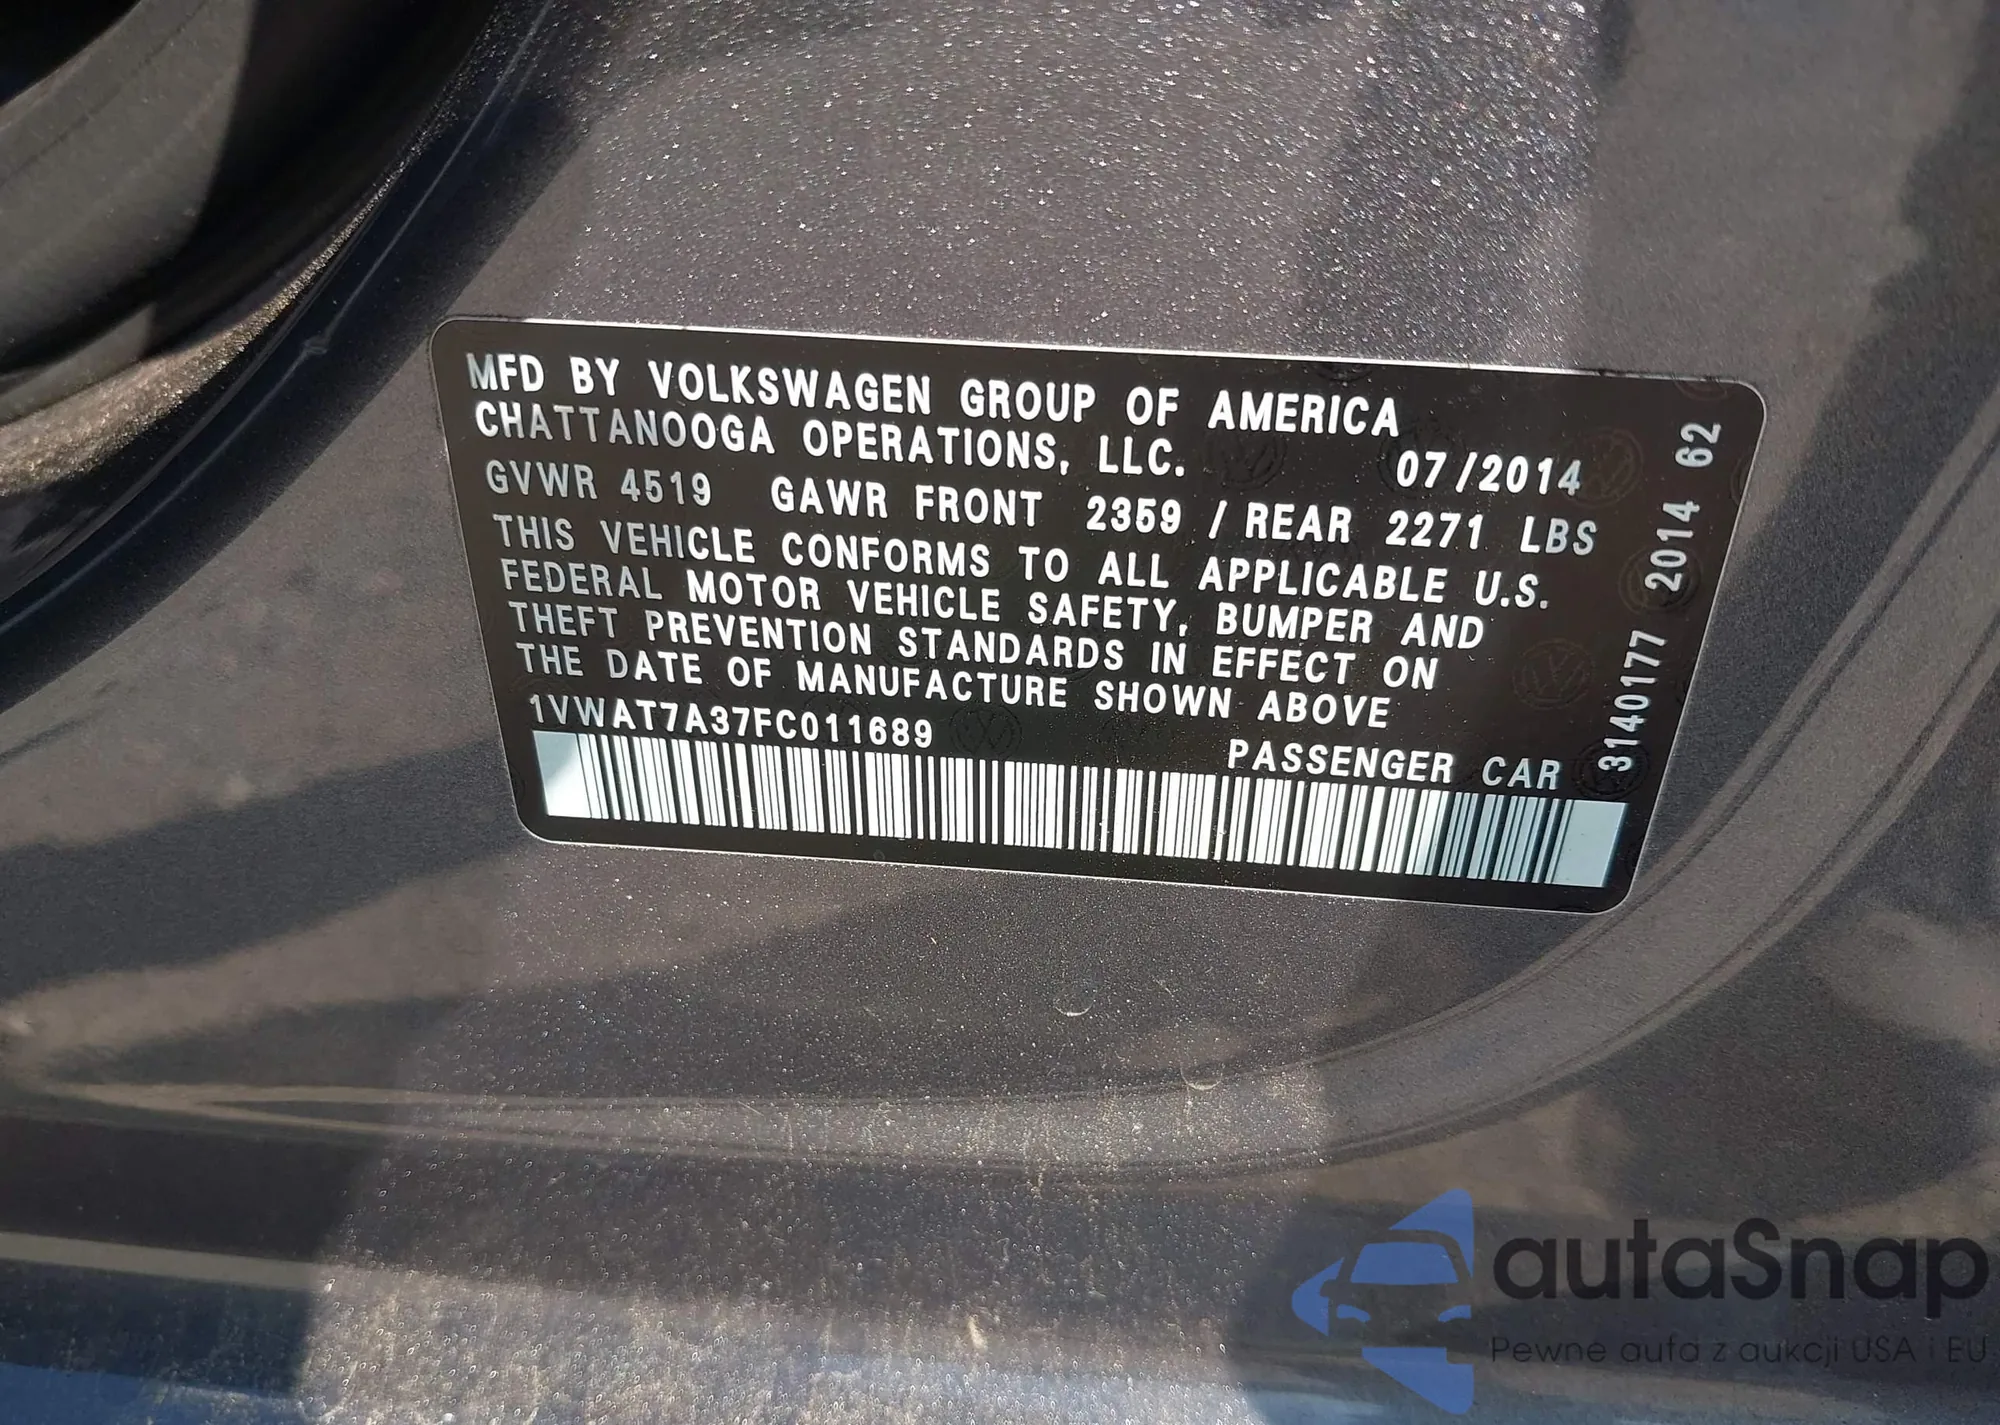 MFD BY VOLKSWAGEN GROUP OF AMERICA
CHATTANOOGA OPERATIONS, LLC.
07/2014
GVWR 4519 GAWR FRONT 2359 / REAR 2271 LBS
THIS VEHICLE CONFORMS TO ALL APPLICABLE U.S.
FEDERAL MOTOR VEHICLE SAFETY, BUMPER AND
THEFT PREVENTION STANDARDS IN EFFECT ON
THE DATE OF MANUFACTURE SHOWN ABOVE
1VWAT7A37FC011689
PASSENGER CAR
3140177 2014 62
autaSnap
Pewne auta z aukcji USA i EU